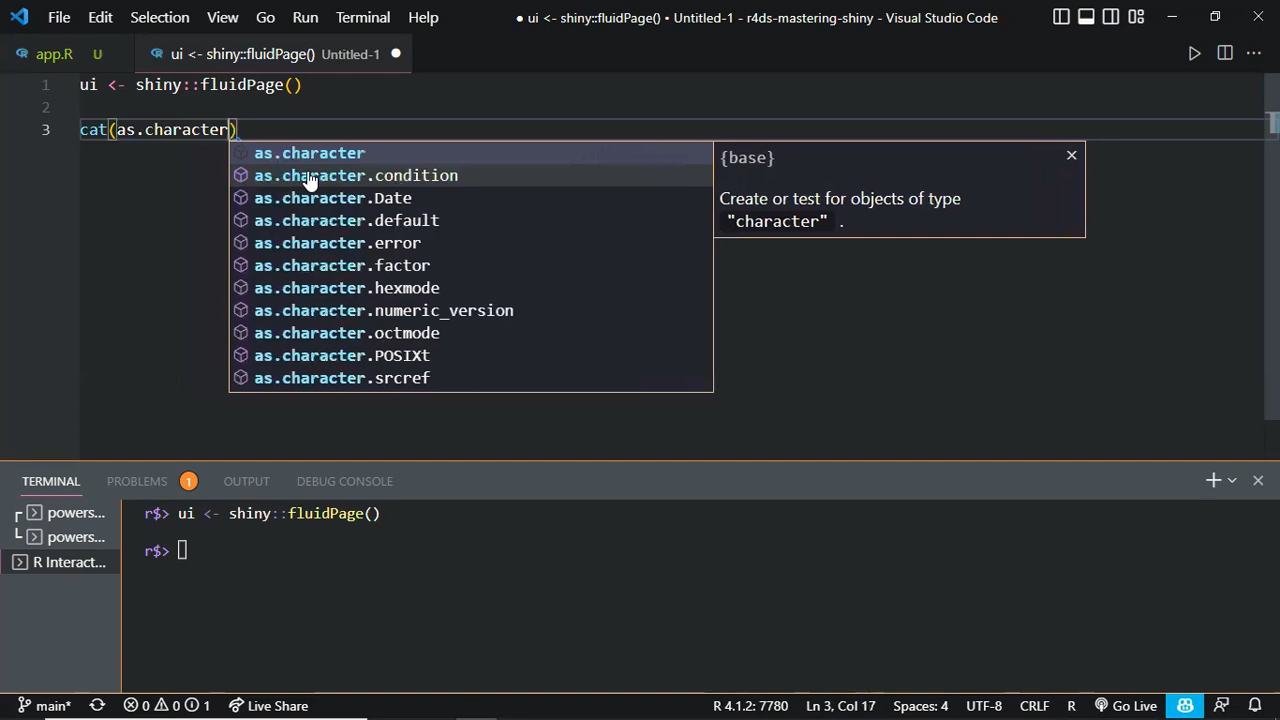 File Edit Selection View Go Run Terminal Help
● ui <- shiny::fluidPage() • Untitled-1 - r4ds-mastering-shiny - Visual Studio Code
app.R U
ui <- shiny::fluidPage() Untitled-1 ●
1 ui <- shiny::fluidPage()
2
3 cat(as.character)
as.character
as.character.condition
as.character.Date
as.character.default
as.character.error
as.character.factor
as.character.hexmode
as.character.numeric_version
as.character.octmode
as.character.POSIXt
as.character.srcref
{base}
Create or test for objects of type
"character" .
TERMINAL PROBLEMS 1 OUTPUT DEBUG CONSOLE
powers...
powers...
R Interact...
r$> ui <- shiny::fluidPage()
r$>
main* 0 0 1 Live Share R 4.1.2: 7780 Ln 3, Col 17 Spaces: 4 UTF-8 CRLF R Go Live